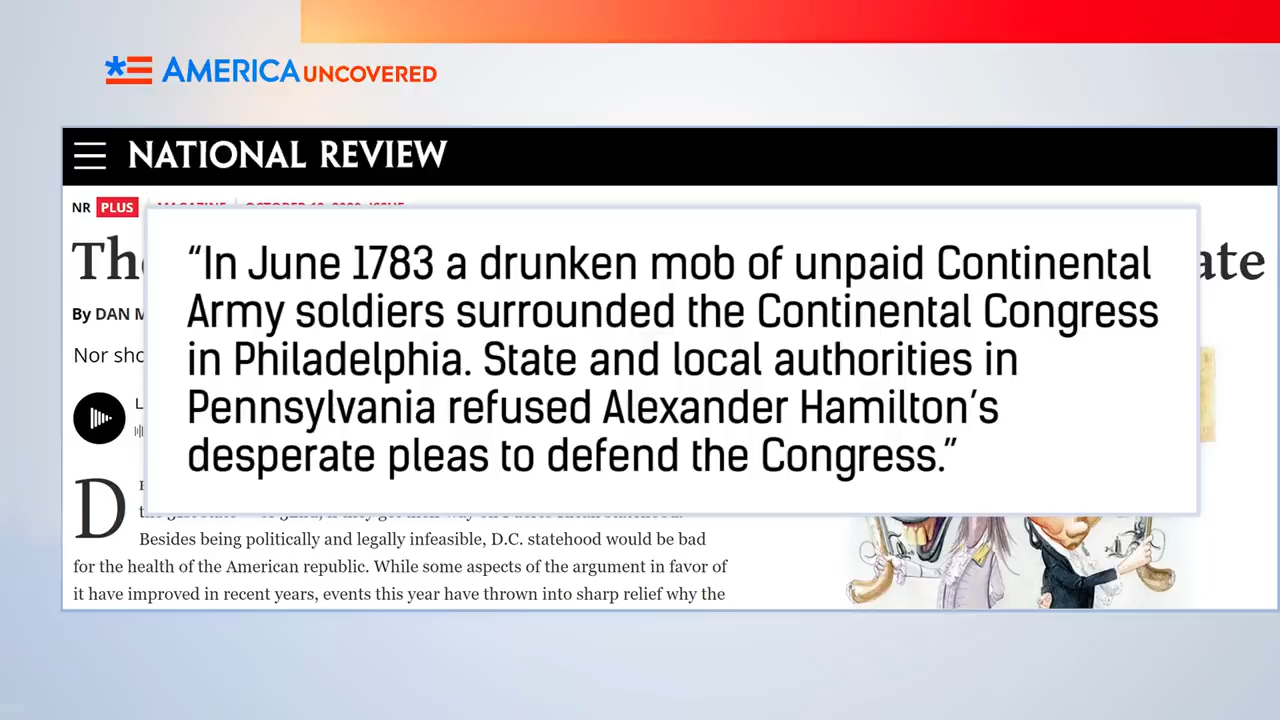 AMERICA UNCOVERED
NATIONAL REVIEW
NR PLUS
"In June 1783 a drunken mob of unpaid Continental
Army soldiers surrounded the Continental Congress
in Philadelphia. State and local authorities in
Pennsylvania refused Alexander Hamilton's
desperate pleas to defend the Congress."
By DAN M
Nor sho
D
Besides being politically and legally infeasible, D.C. statehood would be bad
for the health of the American republic. While some aspects of the argument in favor of
it have improved in recent years, events this year have thrown into sharp relief why the